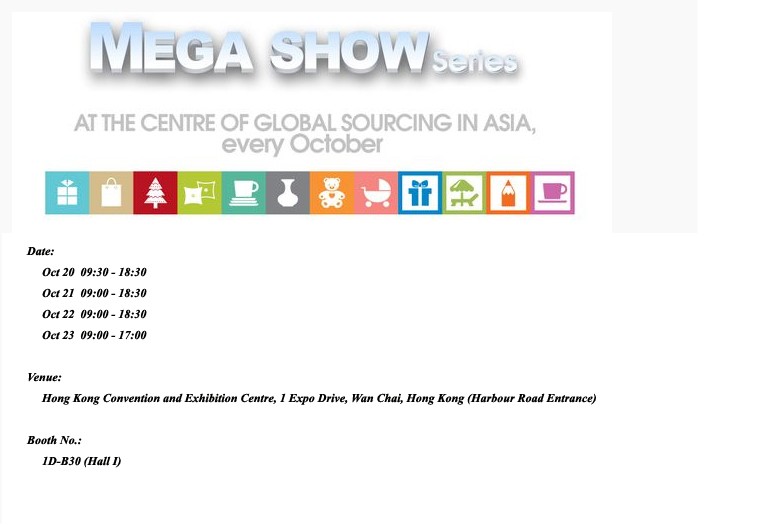 MEGA SHOW Series
AT THE CENTRE OF GLOBAL SOURCING IN ASIA,
every October
Date:
Oct 20 09:30 - 18:30
Oct 21 09:00 - 18:30
Oct 22 09:00 - 18:30
Oct 23 09:00 - 17:00
Venue:
Hong Kong Convention and Exhibition Centre, 1 Expo Drive, Wan Chai, Hong Kong (Harbour Road Entrance)
Booth No.:
1D-B30 (Hall I)